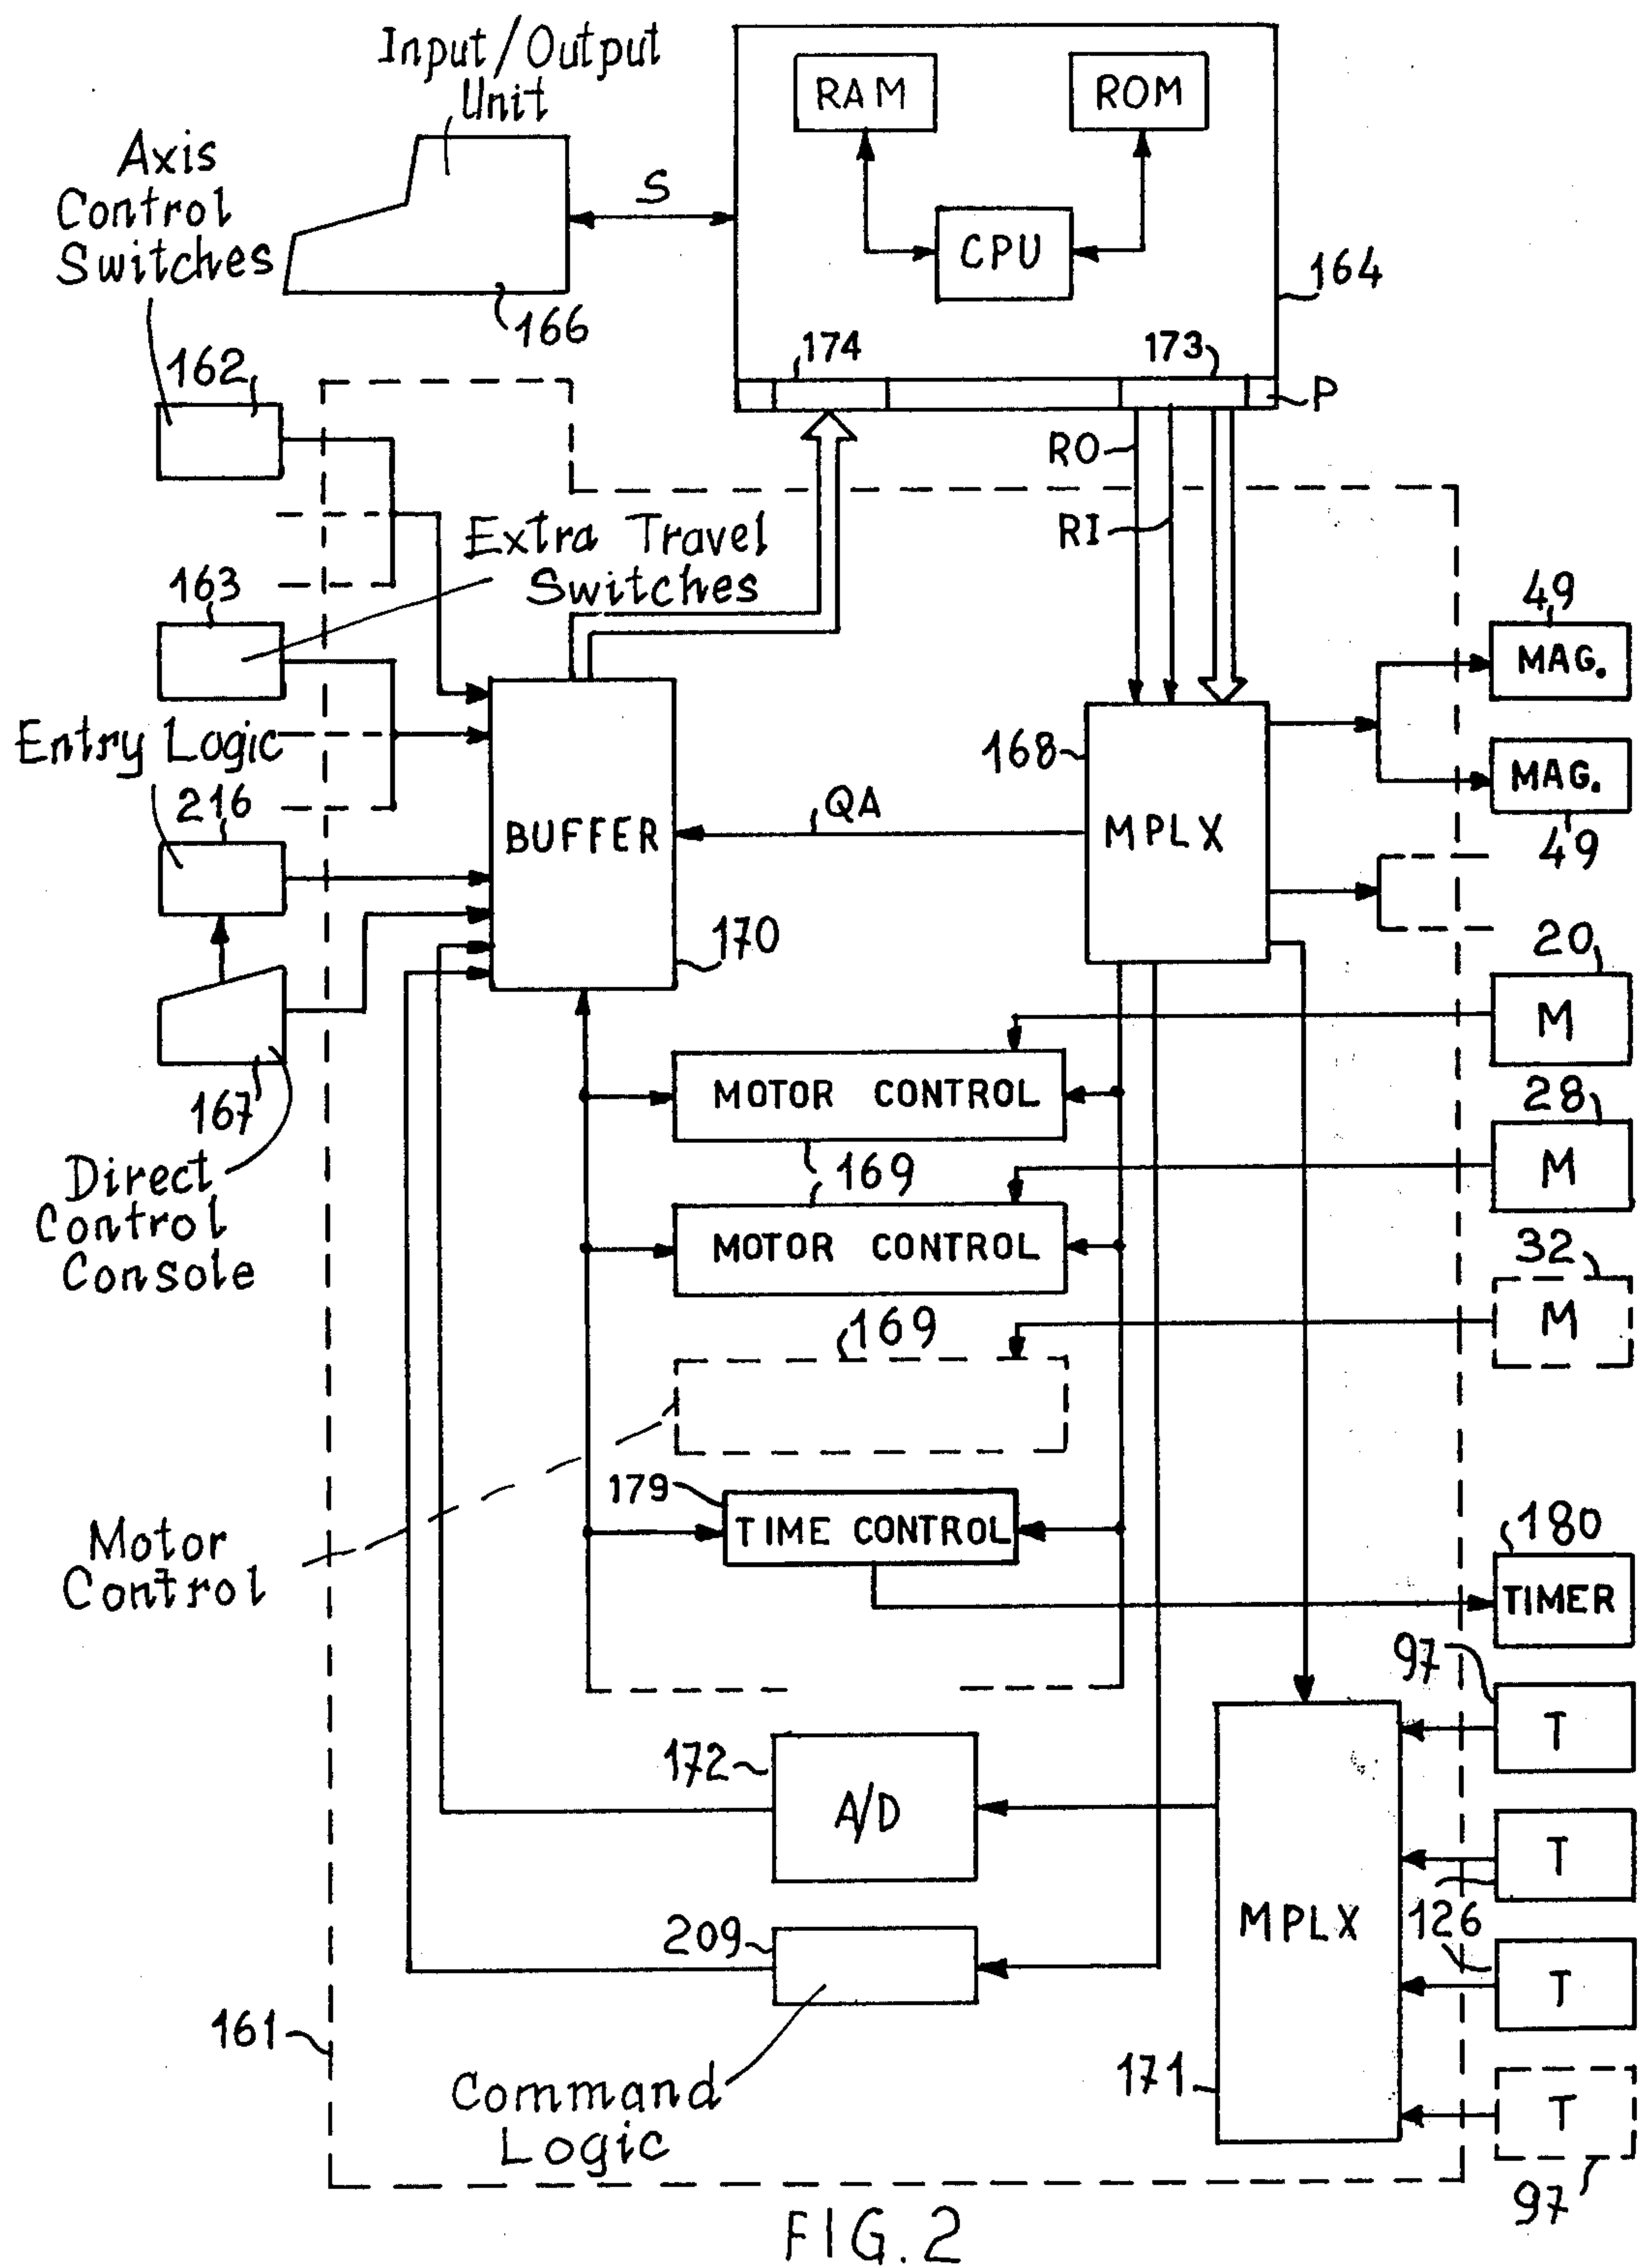 Input/Output
Unit
RAM
ROM
Axis
Control
Switches
S
CPU
164
166
174
173
162
P
RO
RI
Extra Travel
Switches
163
49
MAG.
Entry Logic
168
MAG.
216
QA
BUFFER
MPLX
49
170
20
M
MOTOR CONTROL
167
28
Direct
Control
Console
169
M
MOTOR CONTROL
32
169
M
179
TIME CONTROL
Motor
Control
180
TIMER
97
T
172
A/D
T
209
MPLX
126
T
161
Command
Logic
171
T
97
FIG. 2